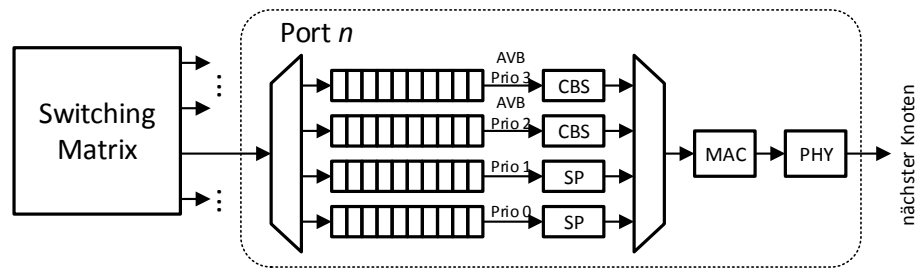 Port n
Switching
Matrix
AVB
Prio 3
CBS
AVB
Prio 2
CBS
Prio 1
SP
Prio 0
SP
MAC
PHY
nächster Knoten